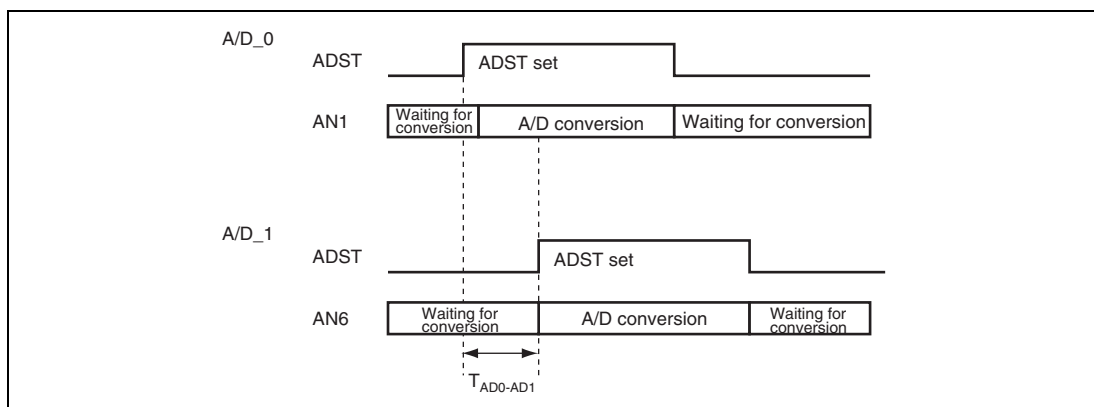 A/D_0
ADST
ADST set
AN1
Waiting for
conversion
A/D conversion
Waiting for conversion
A/D_1
ADST
ADST set
AN6
Waiting for
conversion
A/D conversion
Waiting for
conversion
TAD0-AD1